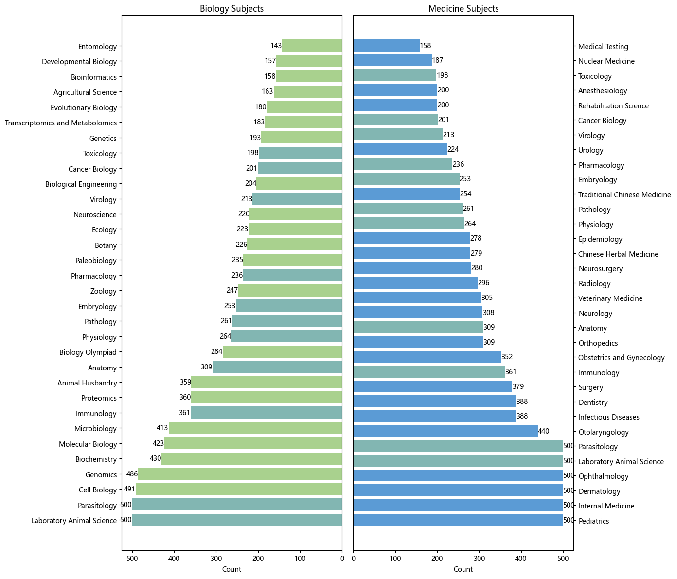 Biology Subjects
Entomology 143
Developmental Biology 157
Bioinformatics 158
Agricultural Science 163
Evolutionary Biology 180
Transcriptomics and Metabolomics 183
Genetics 193
Toxicology 198
Cancer Biology 201
Biological Engineering 204
Virology 213
Neuroscience 220
Ecology 223
Botany 226
Paleobiology 235
Pharmacology 236
Zoology 247
Embryology 253
Pathology 261
Physiology 264
Biology Olympiad 284
Anatomy 309
Animal Husbandry 359
Proteomics 360
Immunology 361
Microbiology 413
Molecular Biology 423
Biochemistry 430
Genomics 486
Cell Biology 491
Parasitology 500
Laboratory Animal Science 500
500 400 300 200 100 0
Count
Medicine Subjects
158 Medical Testing
187 Nuclear Medicine
198 Toxicology
200 Anesthesiology
200 Rehabilitation Science
201 Cancer Biology
213 Virology
224 Urology
236 Pharmacology
253 Embryology
254 Traditional Chinese Medicine
261 Pathology
264 Physiology
278 Epidemiology
279 Chinese Herbal Medicine
280 Neurosurgery
296 Radiology
305 Veterinary Medicine
308 Neurology
309 Anatomy
309 Orthopedics
352 Obstetrics and Gynecology
361 Immunology
379 Surgery
388 Dentistry
388 Infectious Diseases
440 Otolaryngology
500 Parasitology
500 Laboratory Animal Science
500 Ophthalmology
500 Dermatology
500 Internal Medicine
500 Pediatrics
0 100 200 300 400 500
Count